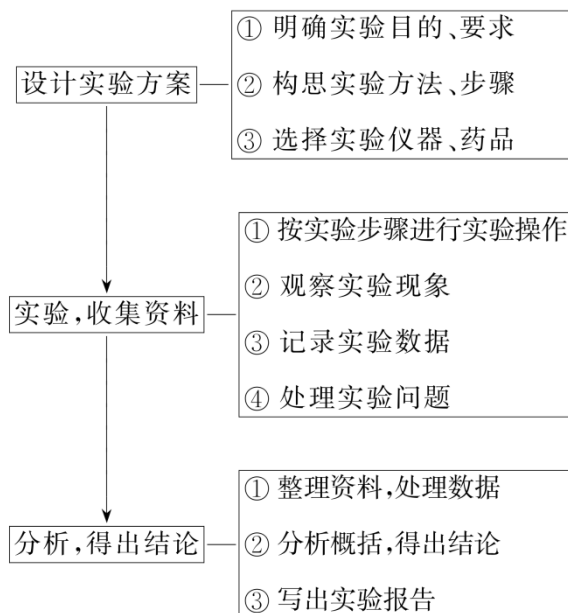 设计实验方案
① 明确实验目的、要求
② 构思实验方法、步骤
③ 选择实验仪器、药品
实验,收集资料
① 按实验步骤进行实验操作
② 观察实验现象
③ 记录实验数据
④ 处理实验问题
分析,得出结论
① 整理资料,处理数据
② 分析概括,得出结论
③ 写出实验报告